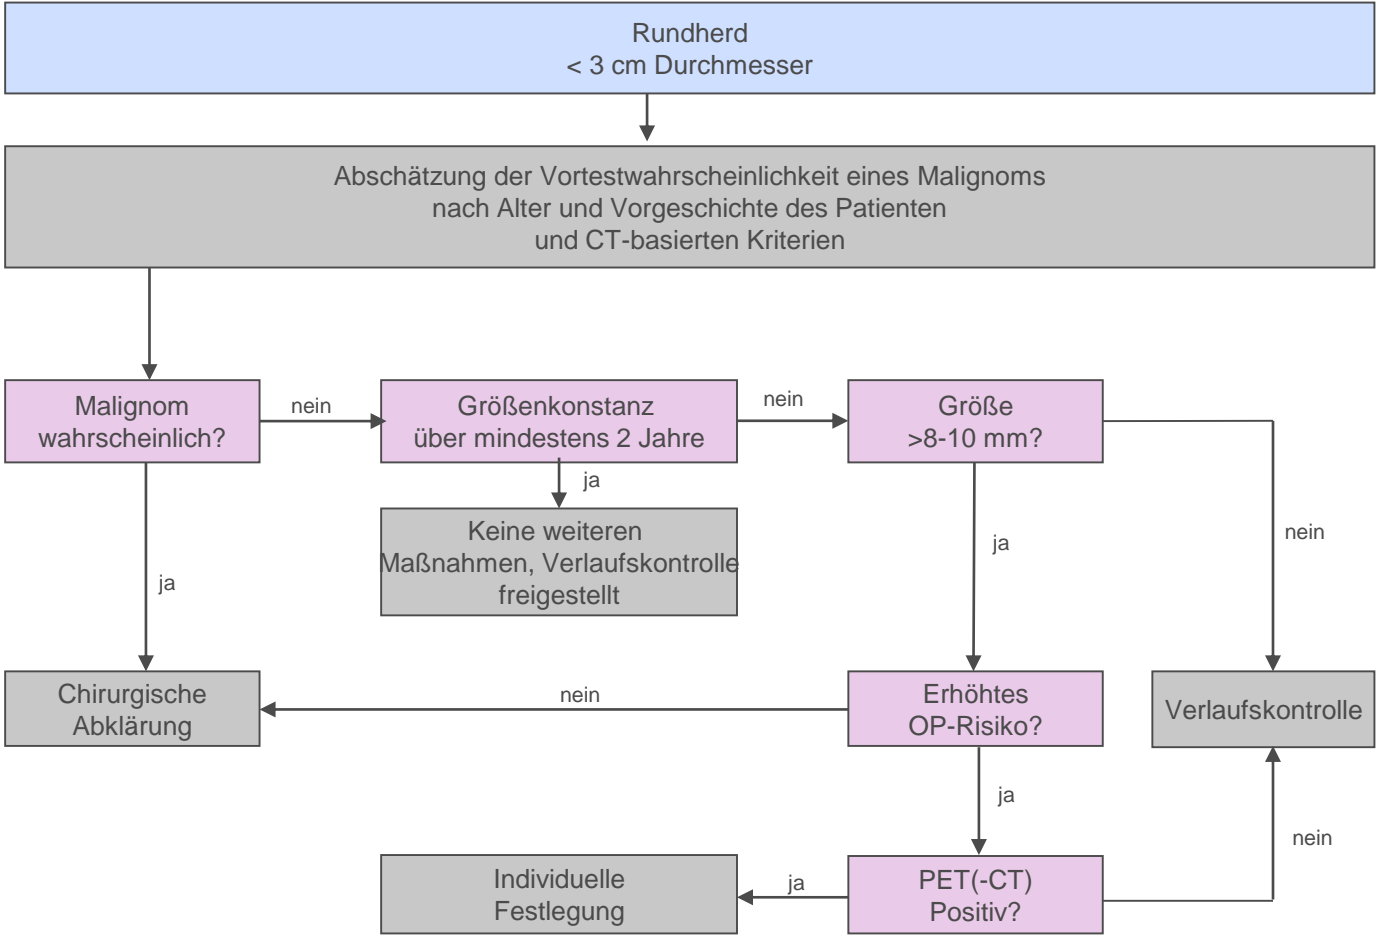 Rundherd
< 3 cm Durchmesser
Abschätzung der Vortestwahrscheinlichkeit eines Malignoms
nach Alter und Vorgeschichte des Patienten
und CT-basierten Kriterien
Malignom
wahrscheinlich?
nein
Größenkonstanz
über mindestens 2 Jahre
nein
Größe
>8-10 mm?
ja
Keine weiteren
Maßnahmen, Verlaufskontrolle
freigestellt
ja
ja
nein
Chirurgische
Abklärung
nein
Erhöhtes
OP-Risiko?
Verlaufskontrolle
ja
nein
Individuelle
Festlegung
ja
PET(-CT)
Positiv?